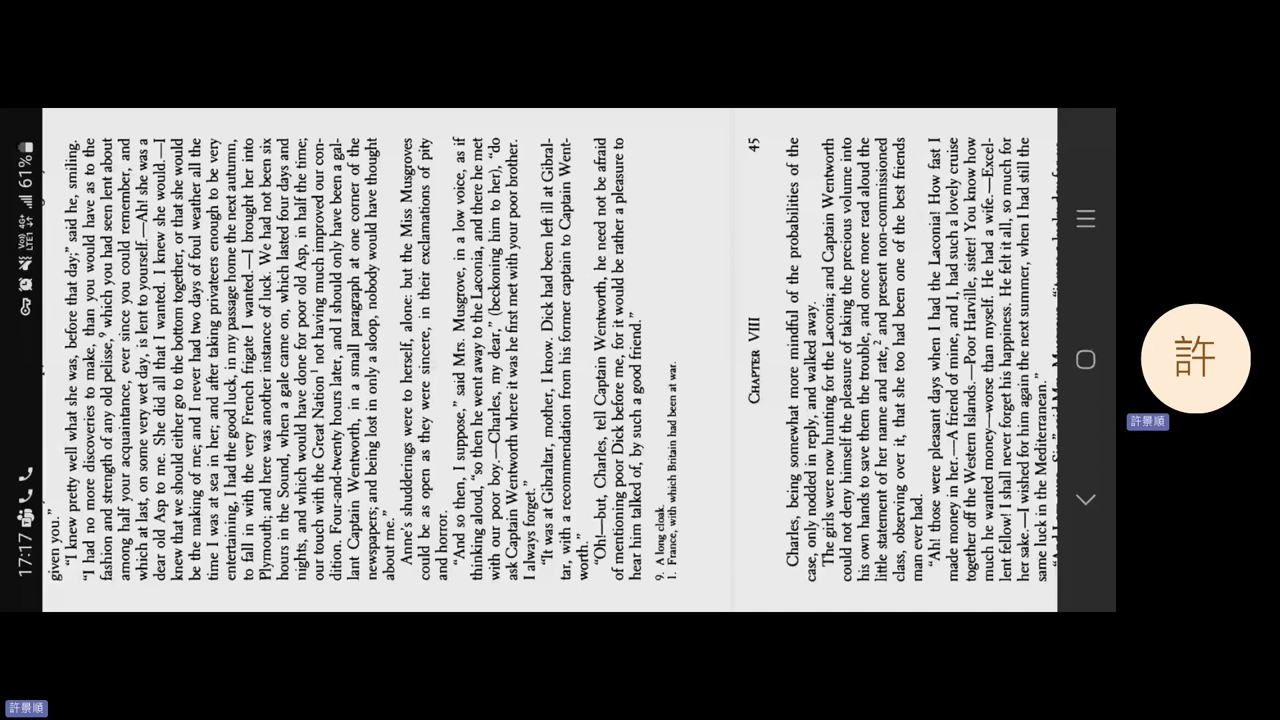 17:17
61%
given you."
"I knew pretty well what she was, before that day;" said he, smiling.
"I had no more discoveries to make, than you would have as to the
fashion and strength of any old pelisse,9 which you had seen lent about
among half your acquaintance, ever since you could remember, and
which at last, on some very wet day, is lent to yourself.—Ah! she was a
dear old Asp to me. She did all that I wanted. I knew she would.—I
knew that we should either go to the bottom together, or that she would
be the making of me; and I never had two days of foul weather all the
time I was at sea in her; and after taking privateers enough to be very
entertaining, I had the good luck, in my passage home the next autumn,
to fall in with the very French frigate I wanted.—I brought her into
Plymouth; and here was another instance of luck. We had not been six
hours in the Sound, when a gale came on, which lasted four days and
nights, and which would have done for poor old Asp, in half the time;
our touch with the Great Nation1 not having much improved our con-
dition. Four-and-twenty hours later, and I should only have been a gal-
lant Captain Wentworth, in a small paragraph at one corner of the
newspapers; and being lost in only a sloop, nobody would have thought
about me."
Anne's shudderings were to herself, alone: but the Miss Musgroves
could be as open as they were sincere, in their exclamations of pity
and horror.
"And so then, I suppose," said Mrs. Musgrove, in a low voice, as if
thinking aloud, "so then he went away to the Laconia, and there he met
with our poor boy.—Charles, my dear," (beckoning him to her), "do
ask Captain Wentworth where it was he first met with your poor brother.
I always forget."
"It was at Gibraltar, mother, I know. Dick had been left ill at Gibral-
tar, with a recommendation from his former captain to Captain Went-
worth."
"Oh!—but, Charles, tell Captain Wentworth, he need not be afraid
of mentioning poor Dick before me, for it would be rather a pleasure to
hear him talked of, by such a good friend."
9. A long cloak.
1. France, with which Britain had been at war.
CHAPTER VIII 45
Charles, being somewhat more mindful of the probabilities of the
case, only nodded in reply, and walked away.
The girls were now hunting for the Laconia; and Captain Wentworth
could not deny himself the pleasure of taking the precious volume into
his own hands to save them the trouble, and once more read aloud the
little statement of her name and rate,2 and present non-commissioned
class, observing over it, that she too had been one of the best friends
man ever had.
"Ah! those were pleasant days when I had the Laconia! How fast I
made money in her.—A friend of mine, and I, had such a lovely cruise
together off the Western Islands.—Poor Harville, sister! You know how
much he wanted money—worse than myself. He had a wife.—Excel-
lent fellow! I shall never forget his happiness. He felt it all, so much for
her sake.—I wished for him again the next summer, when I had still the
same luck in the Mediterranean."
許
許景順
許景順